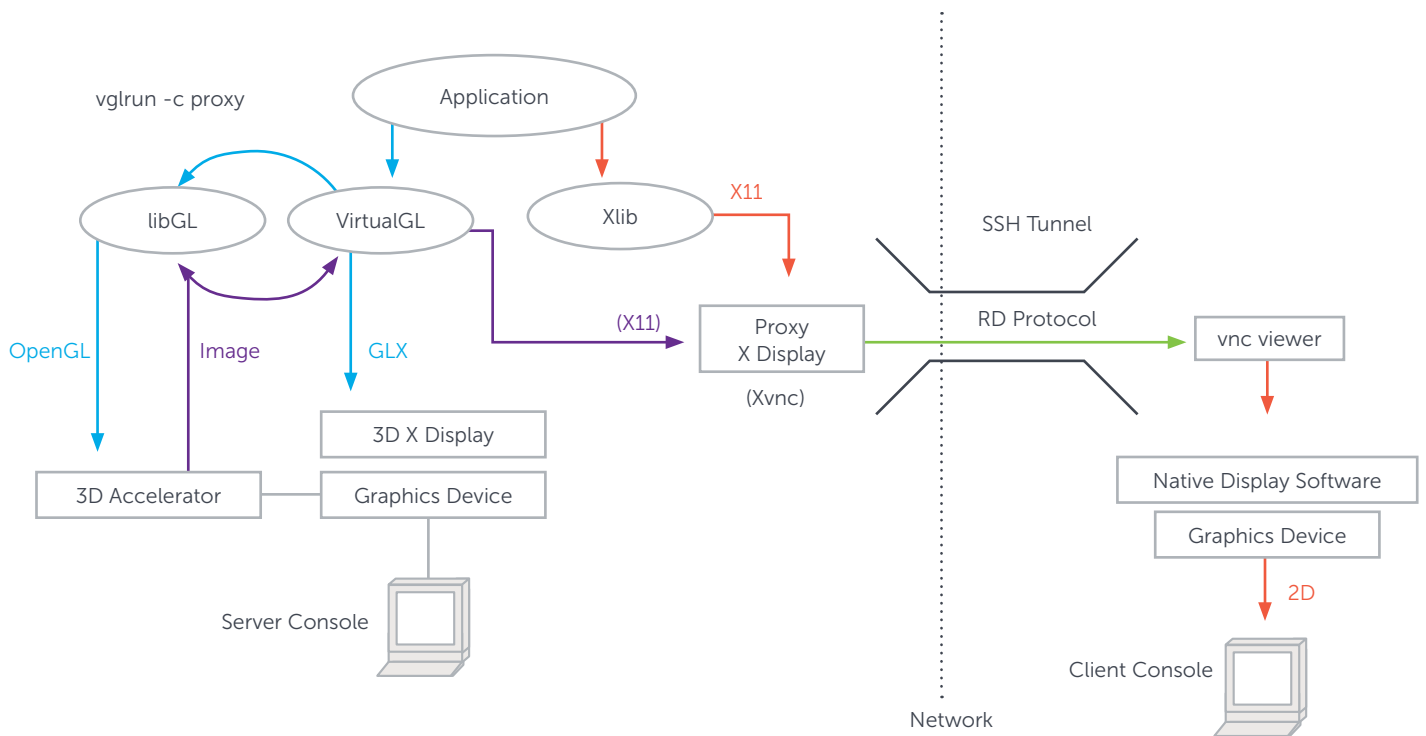 vglrun -c proxy
Application
libGL
VirtualGL
Xlib
X11
SSH Tunnel
OpenGL
Image
GLX
(X11)
Proxy
X Display
(Xvnc)
RD Protocol
vnc viewer
3D X Display
3D Accelerator
Graphics Device
Native Display Software
Graphics Device
2D
Server Console
Client Console
Network